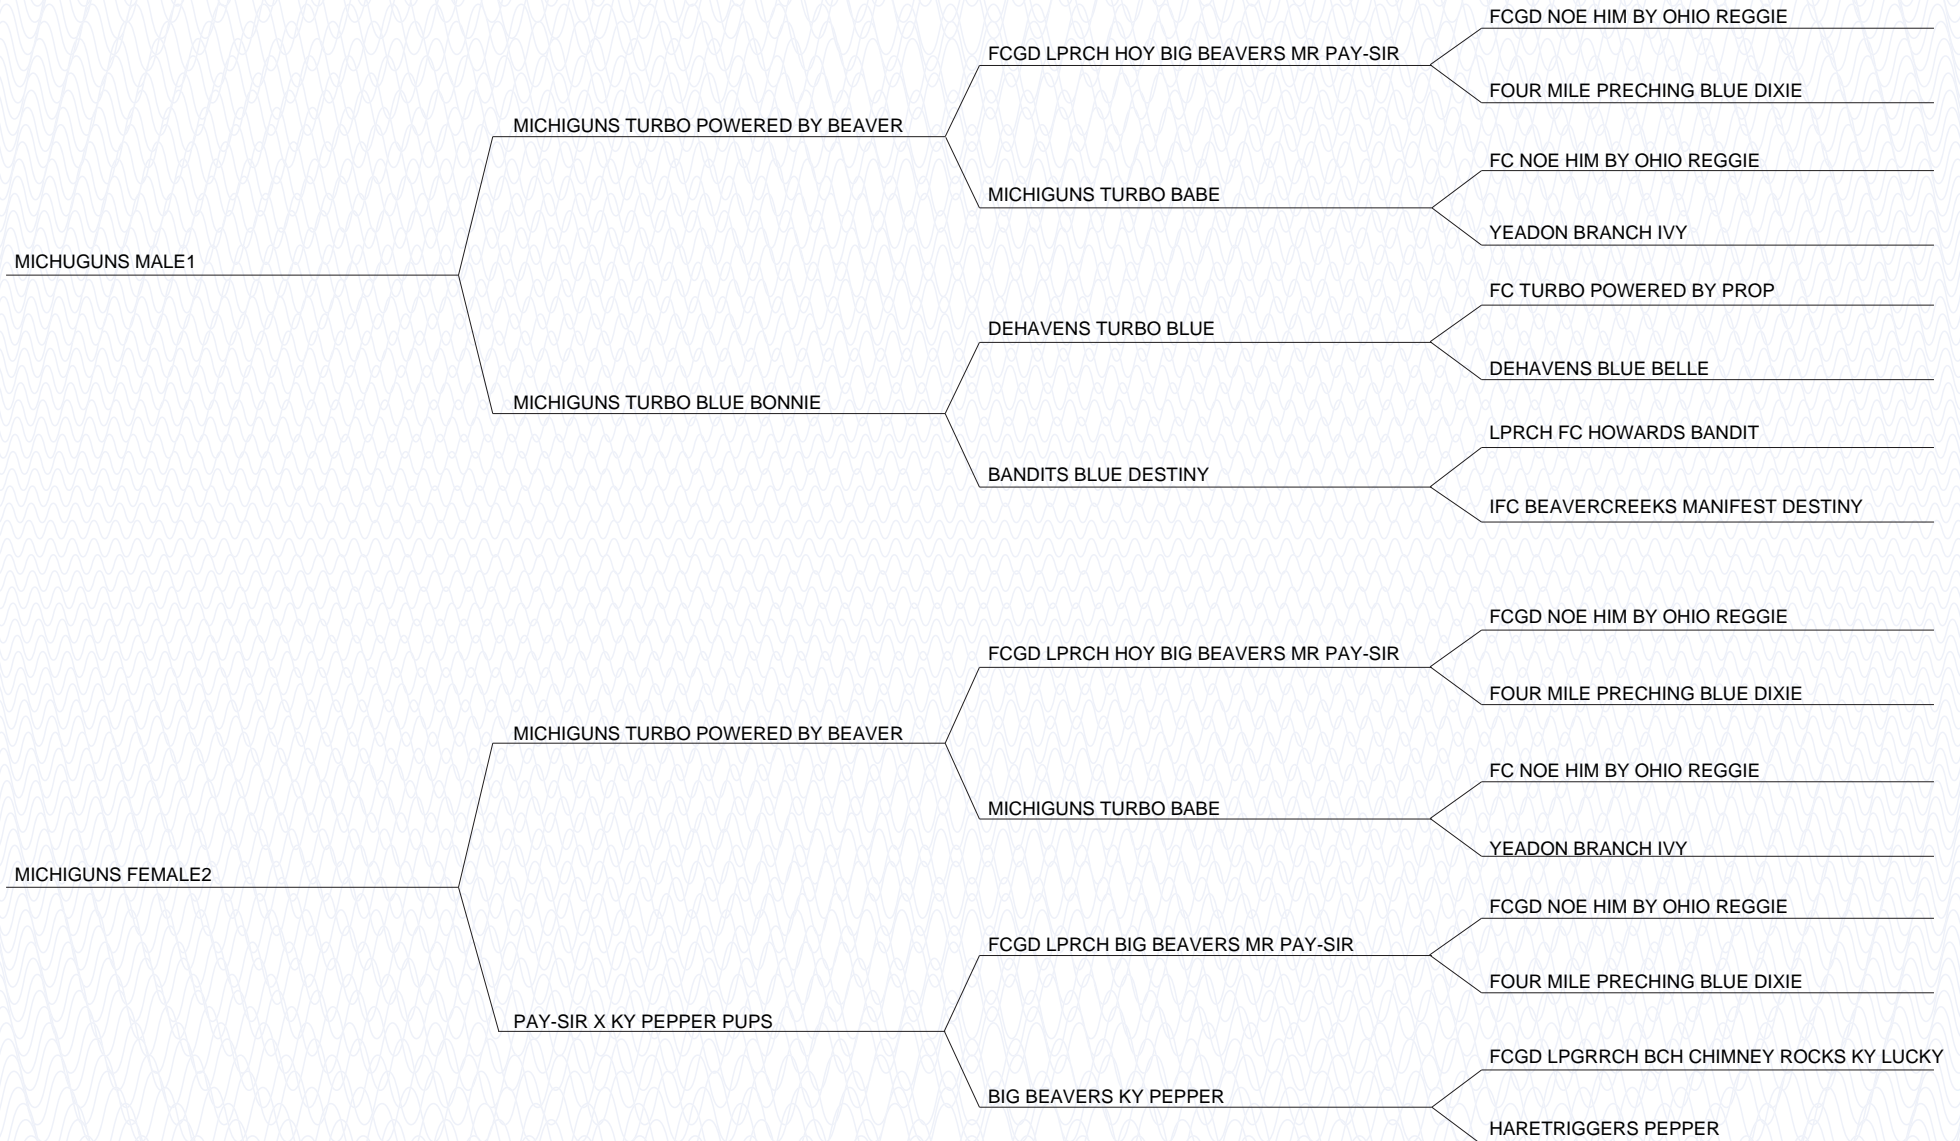 FCGD NOE HIM BY OHIO REGGIE
FCGD LPRCH HOY BIG BEAVERS MR PAY-SIR
FOUR MILE PRECHING BLUE DIXIE
MICHIGUNS TURBO POWERED BY BEAVER
FC NOE HIM BY OHIO REGGIE
MICHIGUNS TURBO BABE
YEADON BRANCH IVY
MICHUGUNS MALE1
FC TURBO POWERED BY PROP
DEHAVENS TURBO BLUE
DEHAVENS BLUE BELLE
MICHIGUNS TURBO BLUE BONNIE
LPRCH FC HOWARDS BANDIT
BANDITS BLUE DESTINY
IFC BEAVERCREEKS MANIFEST DESTINY
FCGD NOE HIM BY OHIO REGGIE
FCGD LPRCH HOY BIG BEAVERS MR PAY-SIR
FOUR MILE PRECHING BLUE DIXIE
MICHIGUNS TURBO POWERED BY BEAVER
FC NOE HIM BY OHIO REGGIE
MICHIGUNS TURBO BABE
YEADON BRANCH IVY
MICHIGUNS FEMALE2
FCGD NOE HIM BY OHIO REGGIE
FCGD LPRCH BIG BEAVERS MR PAY-SIR
FOUR MILE PRECHING BLUE DIXIE
PAY-SIR X KY PEPPER PUPS
FCGD LPGRRCH BCH CHIMNEY ROCKS KY LUCKY
BIG BEAVERS KY PEPPER
HARETRIGGERS PEPPER